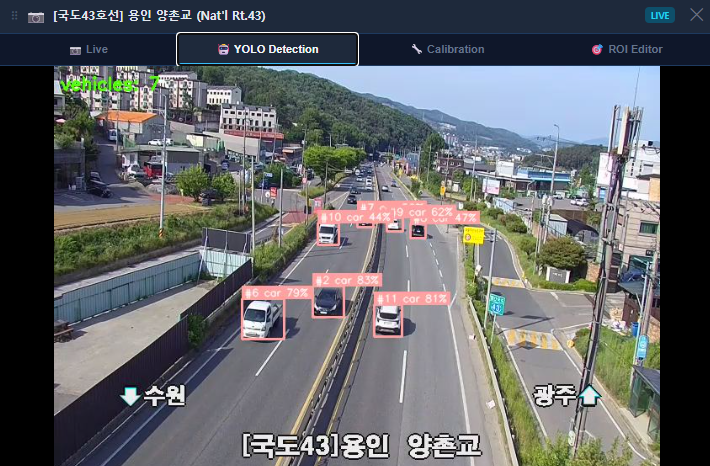 [국도43호선] 용인 양촌교 (Nat'l Rt.43)
LIVE
Live
YOLO Detection
Calibration
ROI Editor
vehicles: 7
#10 car 44%
#9 car 62%
47%
#6 car 79%
#2 car 83%
#11 car 81%
수원
광주
[국도43]용인 양촌교